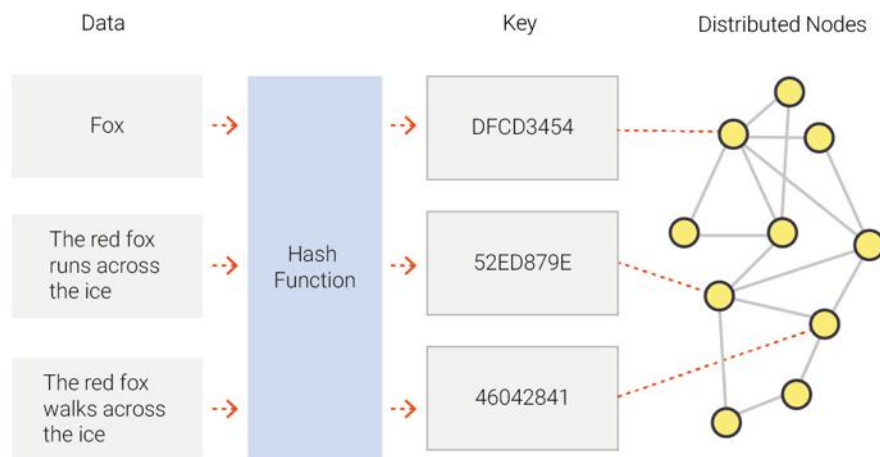 Data
Key
Distributed Nodes
Fox
DFCD3454
The red fox
runs across
the ice
Hash
Function
52ED879E
The red fox
walks across
the ice
46042841